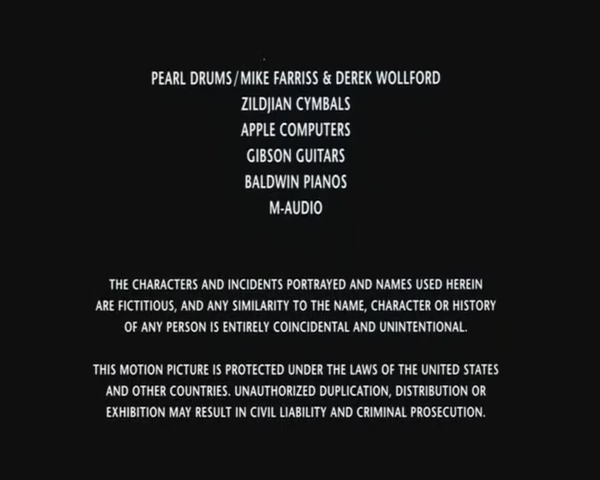 PEARL DRUMS/MIKE FARRISS & DEREK WOLLFORD
ZILDJIAN CYMBALS
APPLE COMPUTERS
GIBSON GUITARS
BALDWIN PIANOS
M-AUDIO
THE CHARACTERS AND INCIDENTS PORTRAYED AND NAMES USED HEREIN
ARE FICTITIOUS, AND ANY SIMILARITY TO THE NAME, CHARACTER OR HISTORY
OF ANY PERSON IS ENTIRELY COINCIDENTAL AND UNINTENTIONAL.
THIS MOTION PICTURE IS PROTECTED UNDER THE LAWS OF THE UNITED STATES
AND OTHER COUNTRIES. UNAUTHORIZED DUPLICATION, DISTRIBUTION OR
EXHIBITION MAY RESULT IN CIVIL LIABILITY AND CRIMINAL PROSECUTION.